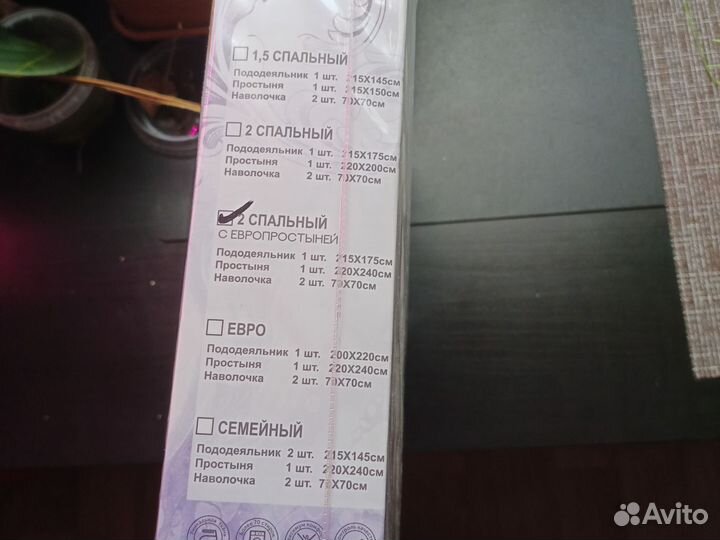 1,5 СПАЛЬНЫЙ
Пододеяльник 1 шт. 215Х145см
Простыня 1 шт. 215Х150см
Наволочка 2 шт. 70Х70см
2 СПАЛЬНЫЙ
Пододеяльник 1 шт. 215Х175см
Простыня 1 шт. 220Х200см
Наволочка 2 шт. 70Х70см
2 СПАЛЬНЫЙ
С ЕВРОПРОСТЫНЕЙ
Пододеяльник 1 шт. 215Х175см
Простыня 1 шт. 220Х240см
Наволочка 2 шт. 70Х70см
ЕВРО
Пододеяльник 1 шт. 200Х220см
Простыня 1 шт. 220Х240см
Наволочка 2 шт. 70Х70см
СЕМЕЙНЫЙ
Пододеяльник 2 шт. 215Х145см
Простыня 1 шт. 220Х240см
Наволочка 2 шт. 70Х70см
Avito